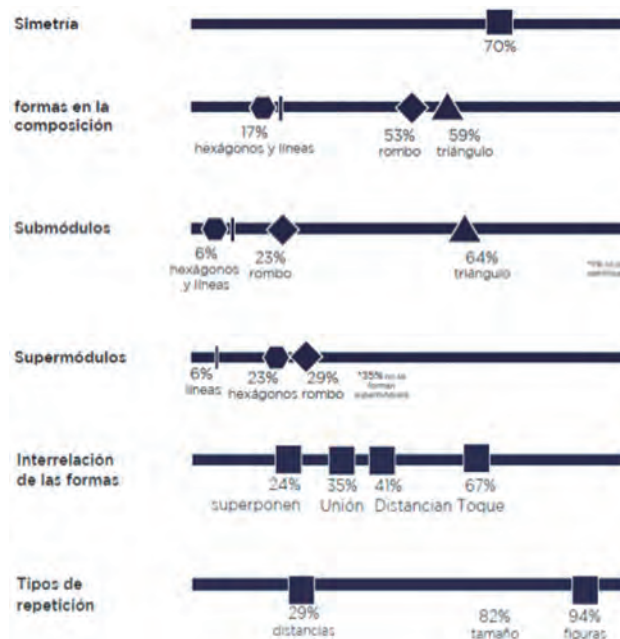 Simetría
70%
formas en la
composición
17%
hexágonos y líneas
53%
rombo
59%
triángulo
Submódulos
6%
hexágonos
y líneas
23%
rombo
64%
triángulo
Supermódulos
6%
líneas
23%
hexágonos
29%
rombo
*35% no se
forman
supermódulos
Interrelación
de las formas
24%
superponen
35%
Unión
41%
Distancian
67%
Toque
Tipos de
repetición
29%
distancias
82%
tamaño
94%
figuras